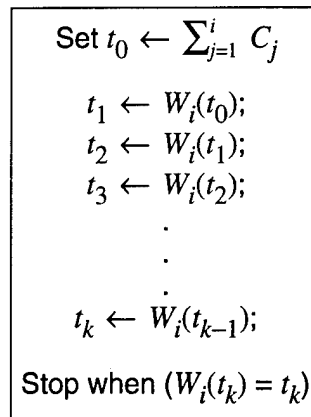 Set t₀ ← ∑ᵢⱼ₌₁ Cⱼ
t₁ ← Wᵢ(t₀);
t₂ ← Wᵢ(t₁);
t₃ ← Wᵢ(t₂);
.
.
.
tₖ ← Wᵢ(tₖ₋₁);
Stop when (Wᵢ(tₖ) = tₖ)